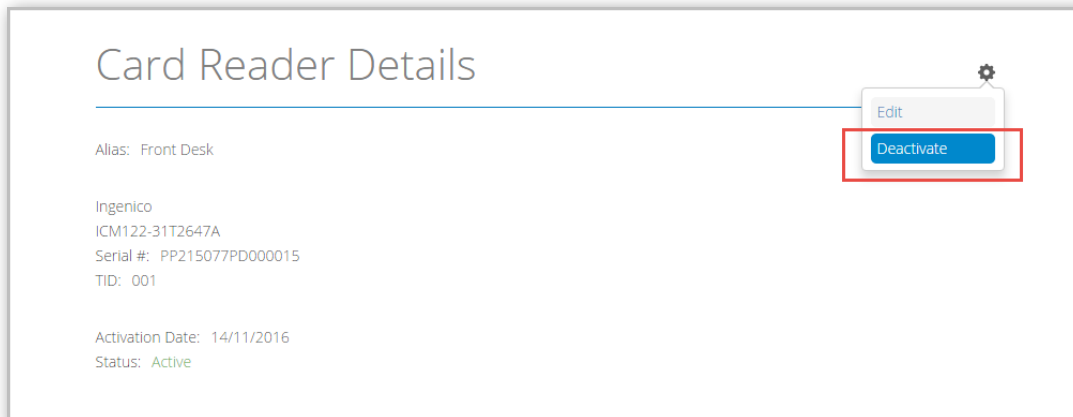 Card Reader Details
Edit
Deactivate
Alias: Front Desk
Ingenico
ICM122-31T2647A
Serial #: PP215077PD000015
TID: 001
Activation Date: 14/11/2016
Status: Active